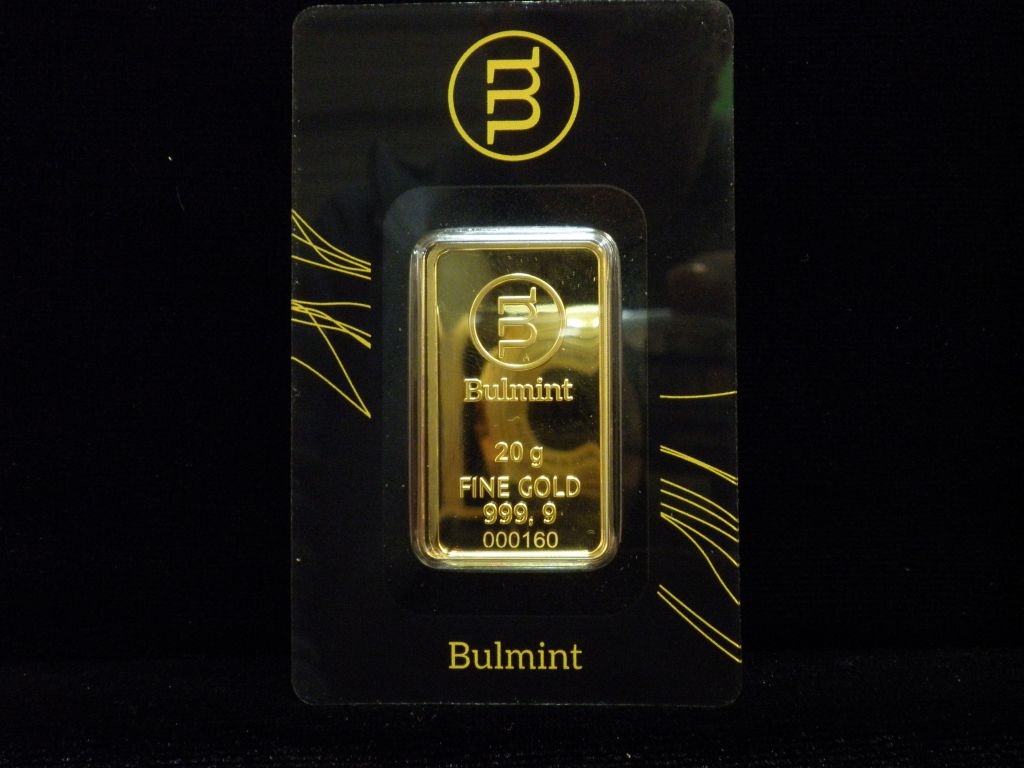 Bulmint
20 g
FINE GOLD
999, 9
000160
Bulmint